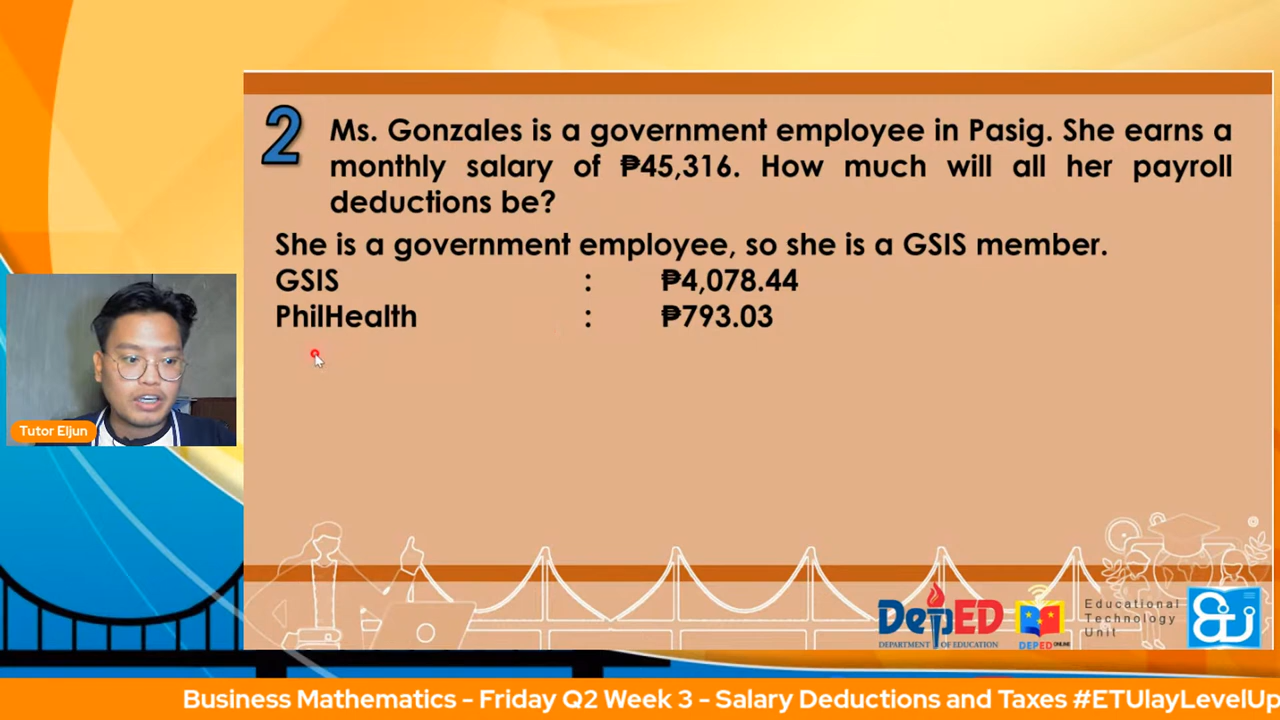 2
Ms. Gonzales is a government employee in Pasig. She earns a
monthly salary of ₱45,316. How much will all her payroll
deductions be?
She is a government employee, so she is a GSIS member.
GSIS : ₱4,078.44
PhilHealth : ₱793.03
Tutor Eljun
DepED
DEPARTMENT OF EDUCATION
DEPED ONLINE
Educational
Technology
Unit
Business Mathematics - Friday Q2 Week 3 - Salary Deductions and Taxes #ETUlayLevelUp